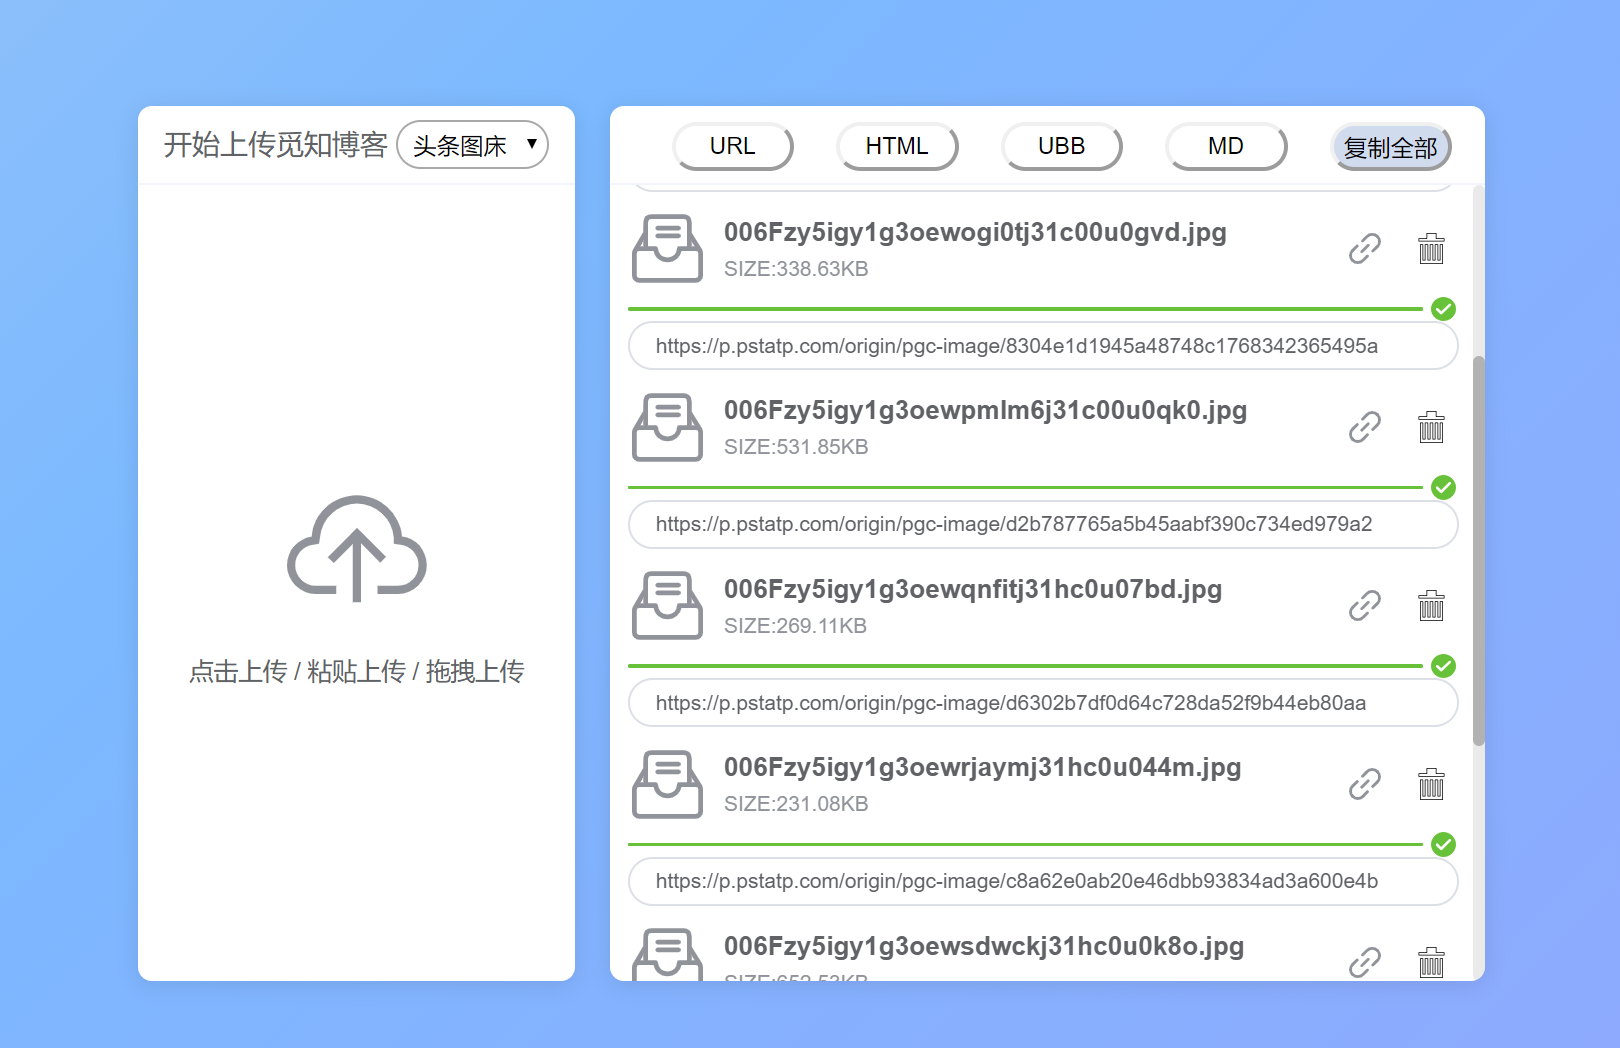 开始上传觅知博客 头条图床
点击上传 / 粘贴上传 / 拖拽上传
URL HTML UBB MD 复制全部
006Fzy5igy1g3oewogi0tj31c00u0gvd.jpg
SIZE:338.63KB
https://p.pstatp.com/origin/pgc-image/8304e1d1945a48748c1768342365495a
006Fzy5igy1g3oewpmlm6j31c00u0qk0.jpg
SIZE:531.85KB
https://p.pstatp.com/origin/pgc-image/d2b787765a5b45aabf390c734ed979a2
006Fzy5igy1g3oewqnfitj31hc0u07bd.jpg
SIZE:269.11KB
https://p.pstatp.com/origin/pgc-image/d6302b7df0d64c728da52f9b44eb80aa
006Fzy5igy1g3oewrjaymj31hc0u044m.jpg
SIZE:231.08KB
https://p.pstatp.com/origin/pgc-image/c8a62e0ab20e46dbb93834ad3a600e4b
006Fzy5igy1g3oewsdwckj31hc0u0k8o.jpg